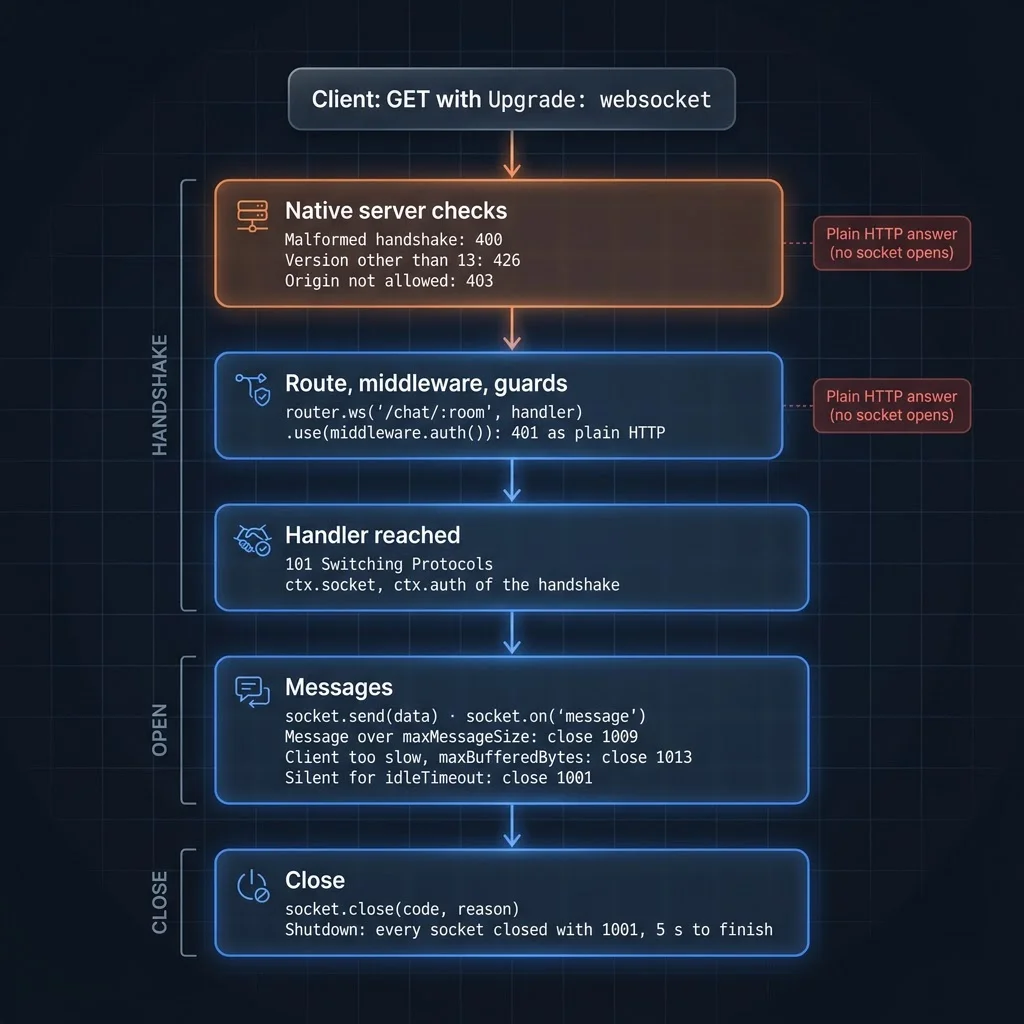 Client: GET with Upgrade: websocket
HANDSHAKE
Native server checks
Malformed handshake: 400
Version other than 13: 426
Origin not allowed: 403
Plain HTTP answer
(no socket opens)
Route, middleware, guards
router.ws(‘/chat/:room’, handler)
.use(middleware.auth()): 401 as plain HTTP
Plain HTTP answer
(no socket opens)
Handler reached
101 Switching Protocols
ctx.socket, ctx.auth of the handshake
OPEN
Messages
socket.send(data) · socket.on(‘message’)
Message over maxMessageSize: close 1009
Client too slow, maxBufferedBytes: close 1013
Silent for idleTimeout: close 1001
CLOSE
Close
socket.close(code, reason)
Shutdown: every socket closed with 1001, 5 s to finish